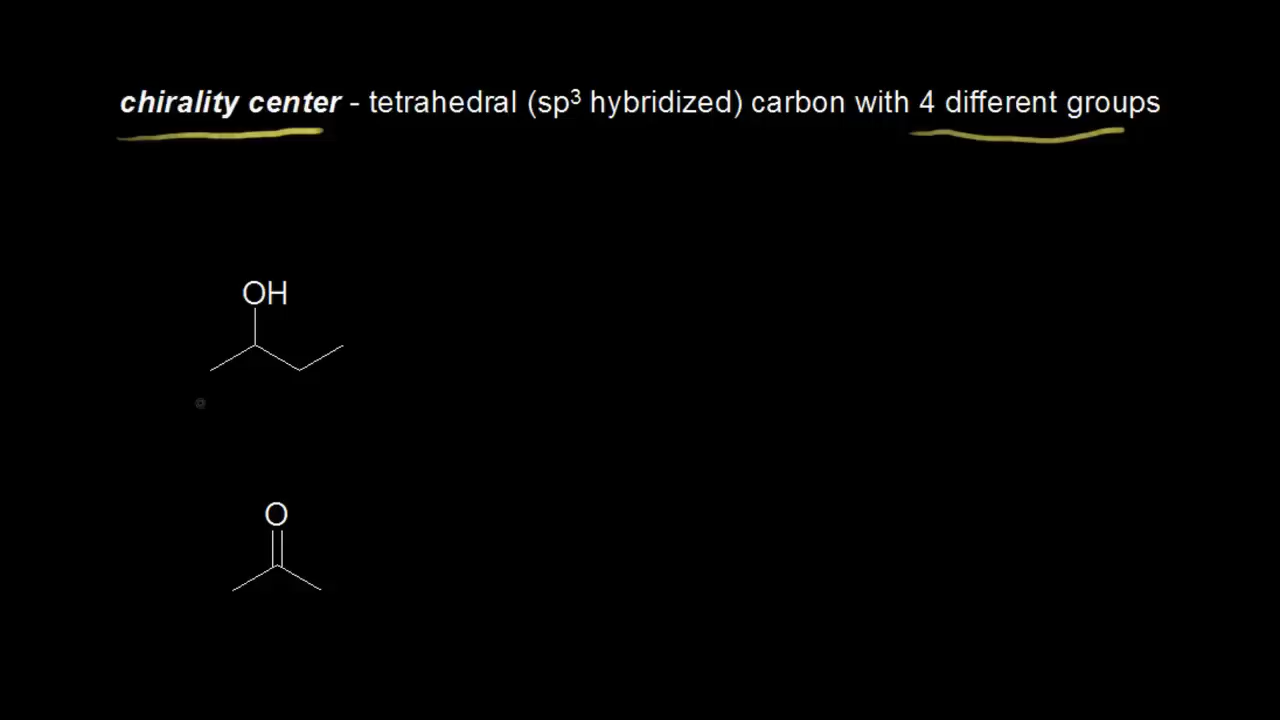 chirality center - tetrahedral (sp³ hybridized) carbon with 4 different groups
OH
O